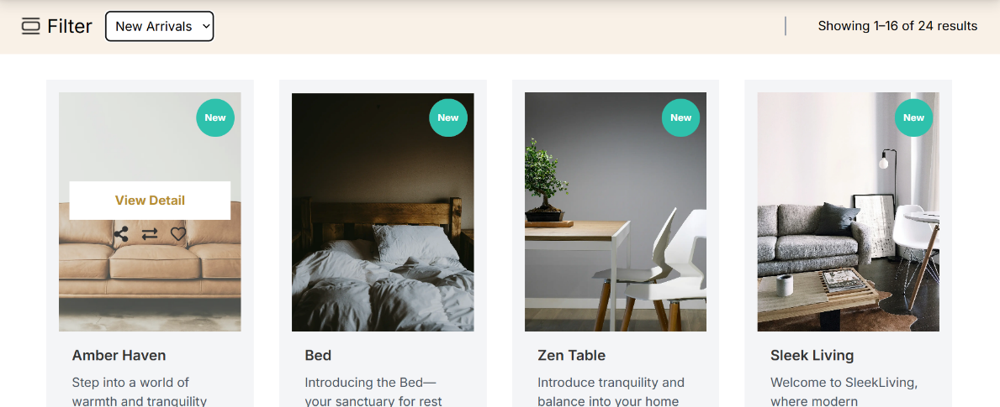 Filter
New Arrivals
Showing 1–16 of 24 results
New
New
New
New
View Detail
Amber Haven
Step into a world of
warmth and tranquility
Bed
Introducing the Bed—
your sanctuary for rest
Zen Table
Introduce tranquility and
balance into your home
Sleek Living
Welcome to SleekLiving,
where modern